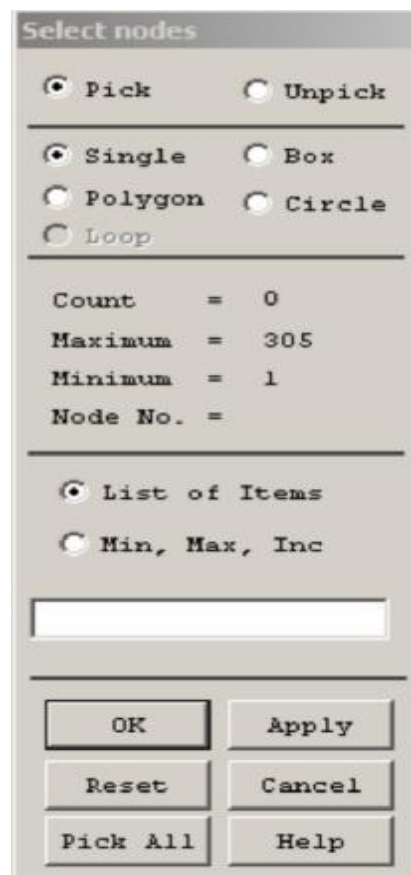 Select nodes
Pick Unpick
Single Box
Polygon Circle
Loop
Count = 0
Maximum = 305
Minimum = 1
Node No. =
List of Items
Min, Max, Inc
OK Apply
Reset Cancel
Pick All Help